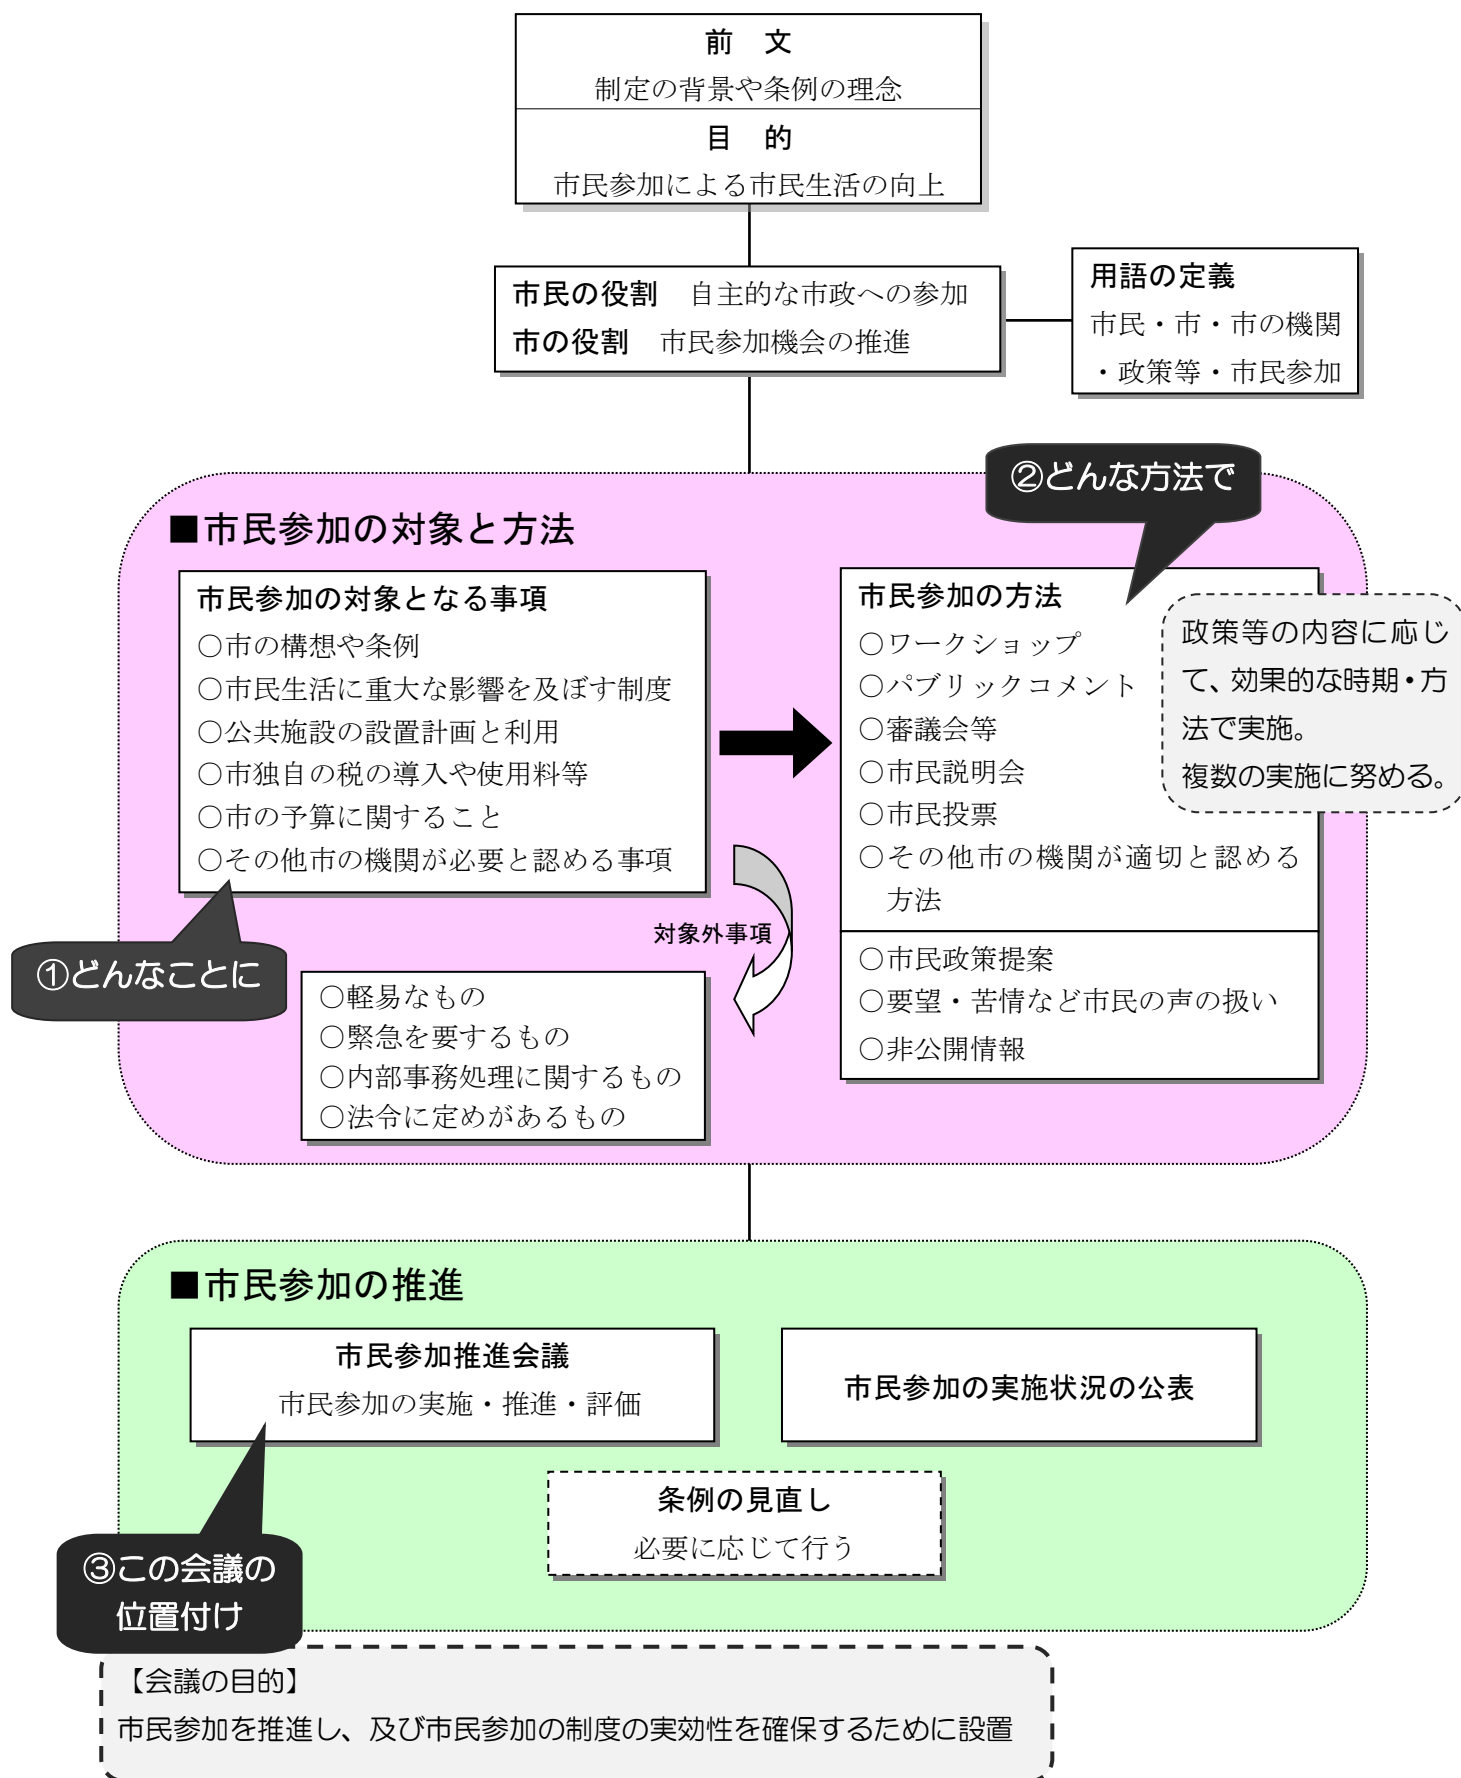 前　文
制定の背景や条例の理念
目　的
市民参加による市民生活の向上
市民の役割　自主的な市政への参加
市の役割　市民参加機会の推進
用語の定義
市民・市・市の機関
・政策等・市民参加
②どんな方法で
■市民参加の対象と方法
市民参加の対象となる事項
○市の構想や条例
○市民生活に重大な影響を及ぼす制度
○公共施設の設置計画と利用
○市独自の税の導入や使用料等
○市の予算に関すること
○その他市の機関が必要と認める事項
①どんなことに
市民参加の方法
○ワークショップ
○パブリックコメント
○審議会等
○市民説明会
○市民投票
○その他市の機関が適切と認める
方法
○市民政策提案
○要望・苦情など市民の声の扱い
○非公開情報
政策等の内容に応じ
て、効果的な時期・方
法で実施。
複数の実施に努める。
対象外事項
○軽易なもの
○緊急を要するもの
○内部事務処理に関するもの
○法令に定めがあるもの
■市民参加の推進
市民参加推進会議
市民参加の実施・推進・評価
市民参加の実施状況の公表
条例の見直し
必要に応じて行う
③この会議の
位置付け
【会議の目的】
市民参加を推進し、及び市民参加の制度の実効性を確保するために設置